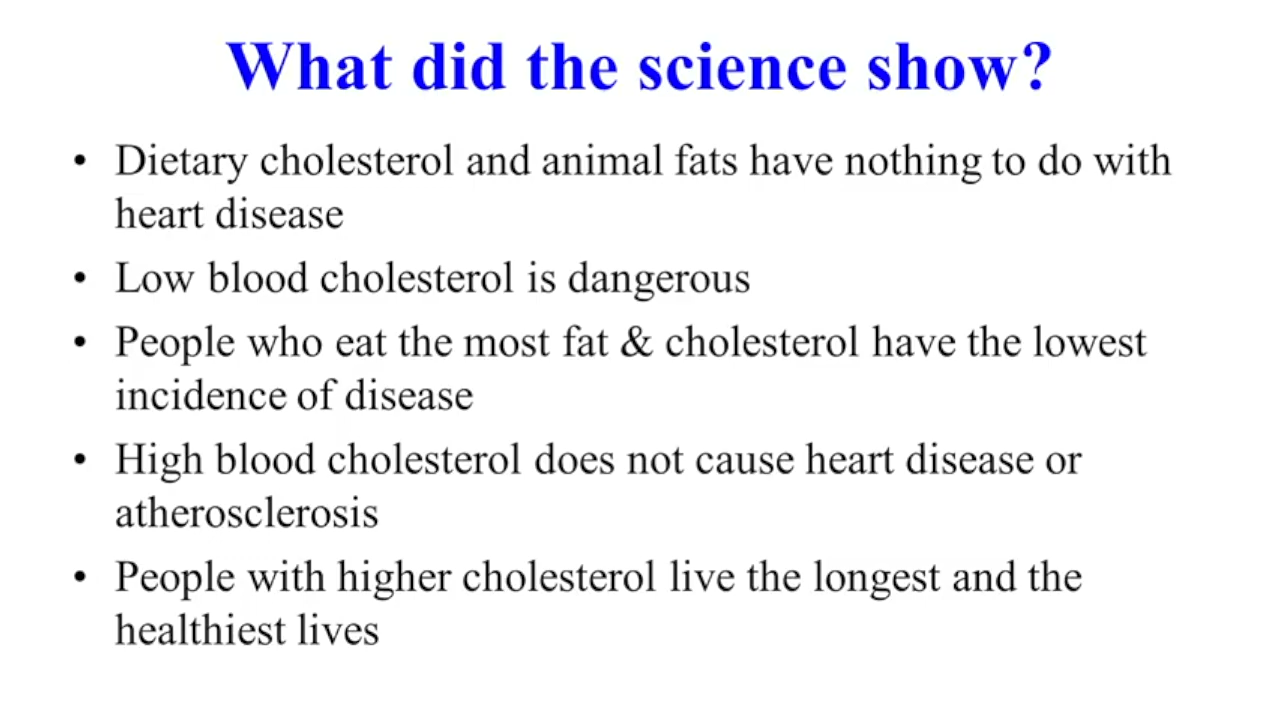 What did the science show?
• Dietary cholesterol and animal fats have nothing to do with
heart disease
• Low blood cholesterol is dangerous
• People who eat the most fat & cholesterol have the lowest
incidence of disease
• High blood cholesterol does not cause heart disease or
atherosclerosis
• People with higher cholesterol live the longest and the
healthiest lives